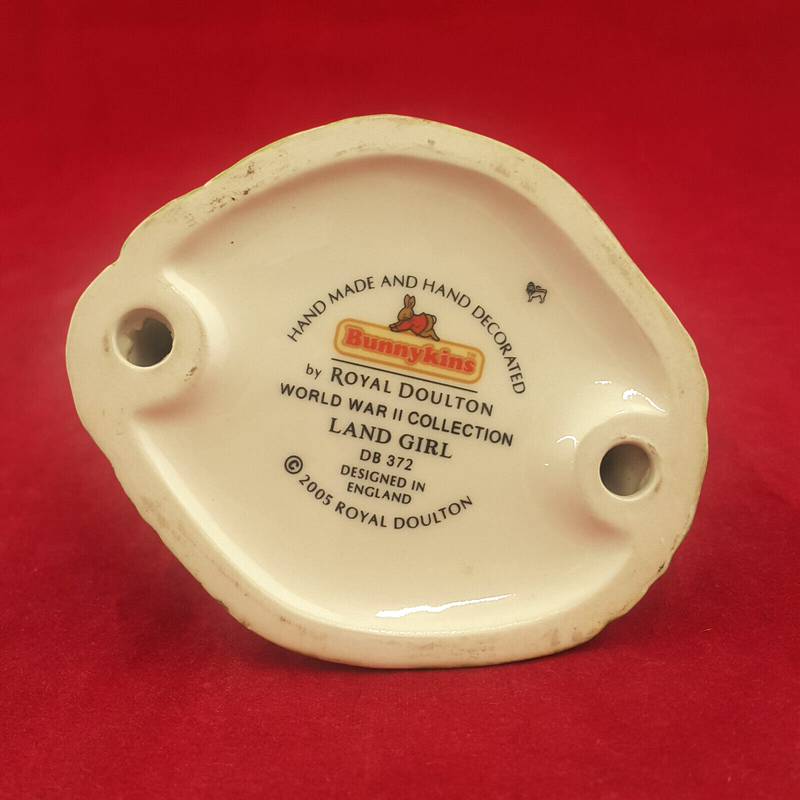 HAND MADE AND HAND DECORATED
Bunnykins™
by ROYAL DOULTON
WORLD WAR II COLLECTION
LAND GIRL
DB 372
DESIGNED IN
ENGLAND
© 2005 ROYAL DOULTON